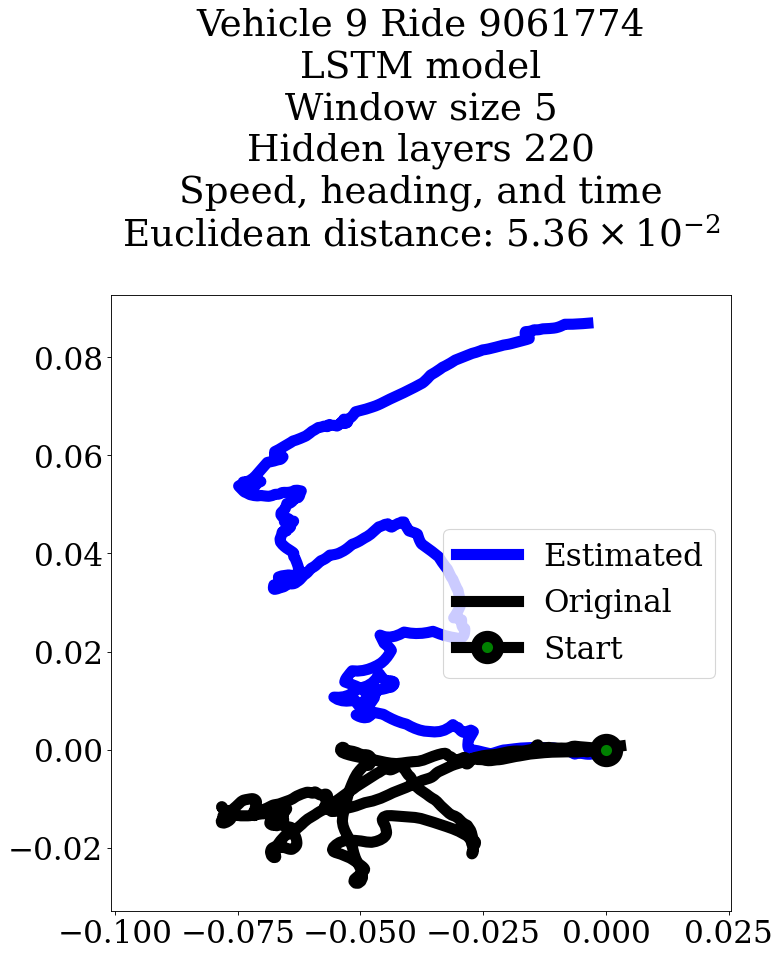 Vehicle 9 Ride 9061774
LSTM model
Window size 5
Hidden layers 220
Speed, heading, and time
Euclidean distance: 5.36 × 10⁻²
0.08
0.06
0.04
0.02
0.00
−0.02
Estimated
Original
Start
−0.100 −0.075 −0.050 −0.025 0.000 0.025